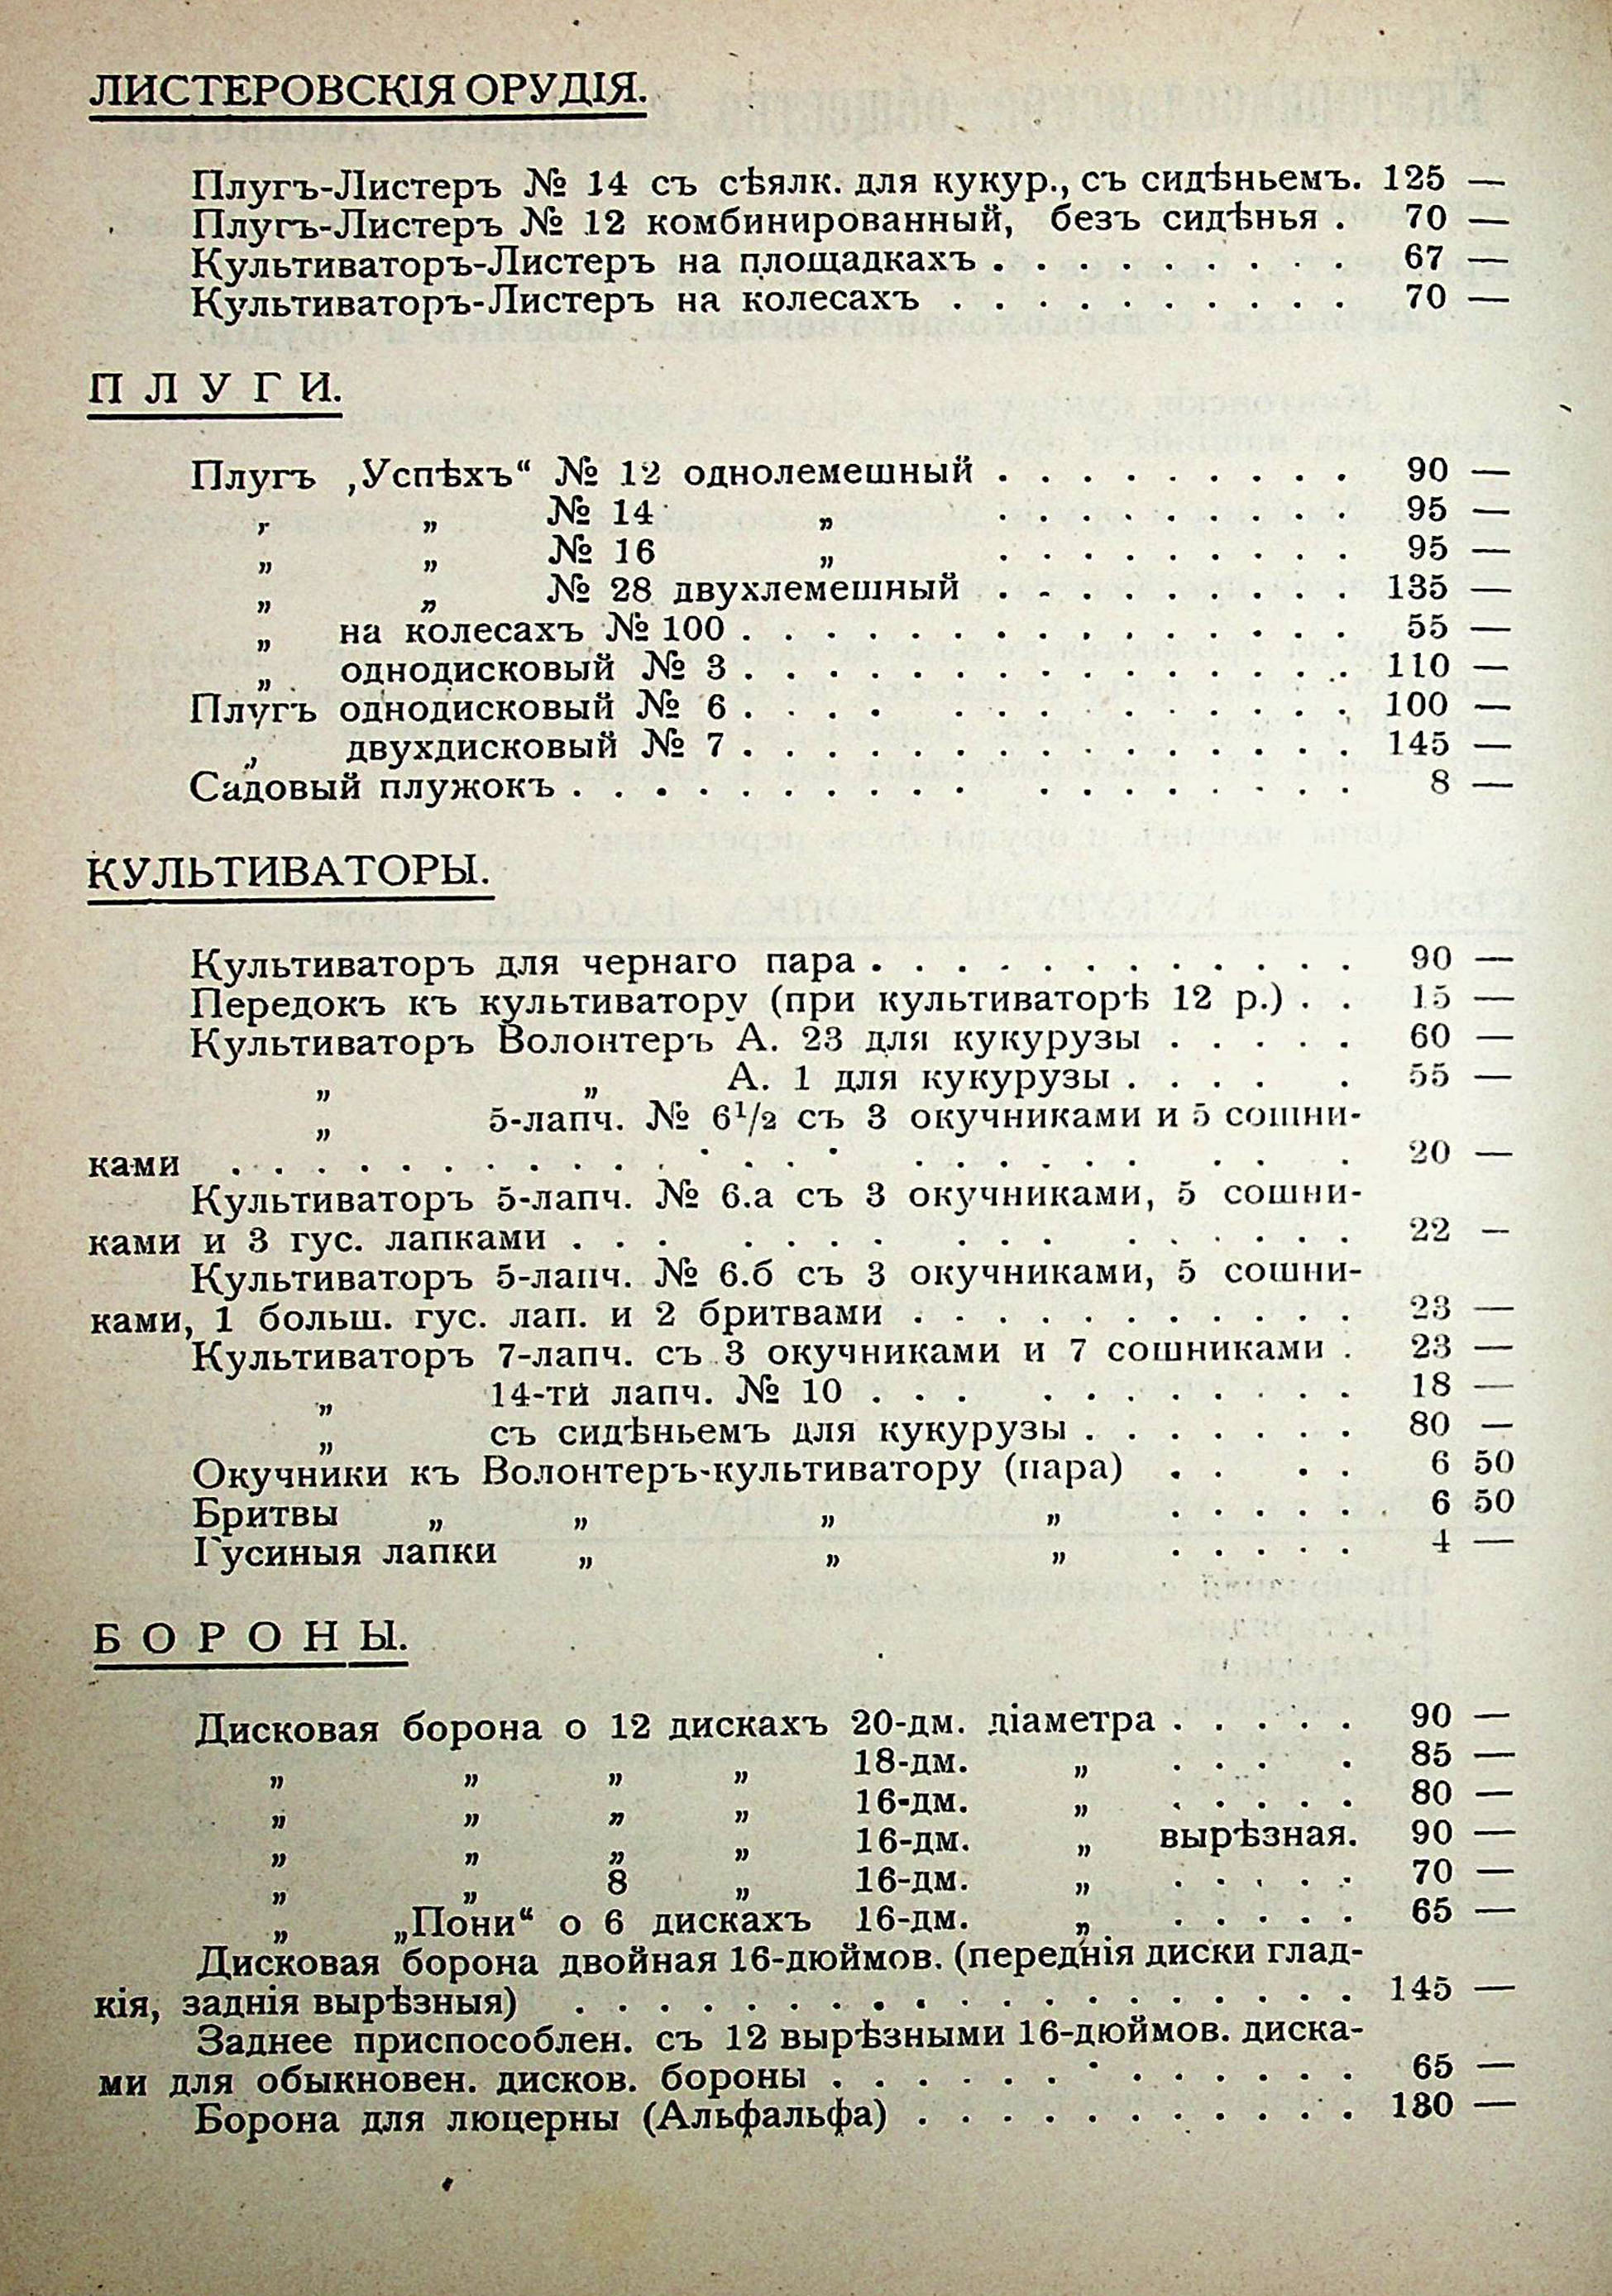 ЛИСТЕРОВСКІЯ ОРУДІЯ.
Плугъ-Листеръ № 14 съ сѣялк. для кукур., съ сидѣньемъ. 125 —
Плугъ-Листеръ № 12 комбинированный, безъ сидѣнья . 70 —
Культиваторъ-Листеръ на площадкахъ . . . . . . . . . 67 —
Культиваторъ-Листеръ на колесахъ . . . . . . . . . . 70 —
ПЛУГИ.
Плугъ „Успѣхъ“ № 12 однолемешный . . . . . . . . . 90 —
„ „ № 14 „ . . . . . . . . . 95 —
„ „ № 16 „ . . . . . . . . . 95 —
„ „ № 28 двухлемешный . . . . . . . . . 135 —
„ на колесахъ № 100 . . . . . . . . . . . . . . . 55 —
„ однодисковый № 3 . . . . . . . . . . . . . . . 110 —
Плугъ однодисковый № 6 . . . . . . . . . . . . . . 100 —
„ двухдисковый № 7 . . . . . . . . . . . . . . . 145 —
Садовый плужокъ . . . . . . . . . . . . . . . . . . 8 —
КУЛЬТИВАТОРЫ.
Культиваторъ для чернаго пара . . . . . . . . . . . . 90 —
Передокъ къ культиватору (при культиваторѣ 12 р.) . . 15 —
Культиваторъ Волонтеръ А. 23 для кукурузы . . . . . 60 —
„ „ А. 1 для кукурузы . . . . . 55 —
„ 5-лапч. № 6¹/₂ съ 3 окучниками и 5 сошни-
ками . . . . . . . . . . . . . . . . . . . . . . . . 20 —
Культиваторъ 5-лапч. № 6.а съ 3 окучниками, 5 сошни-
ками и 3 гус. лапками . . . . . . . . . . . . . . . . 22 —
Культиваторъ 5-лапч. № 6.б съ 3 окучниками, 5 сошни-
ками, 1 больш. гус. лап. и 2 бритвами . . . . . . . . . . . 23 —
Культиваторъ 7-лапч. съ 3 окучниками и 7 сошниками . 23 —
„ 14-ти лапч. № 10 . . . . . . . . . . . 18 —
„ съ сидѣньемъ для кукурузы . . . . . . . 80 —
Окучники къ Волонтеръ-культиватору (пара) . . . . 6 50
Бритвы „ „ „ „ . . . . . 6 50
Гусиныя лапки „ „ „ . . . . . 4 —
БОРОНЫ.
Дисковая борона о 12 дискахъ 20-дм. діаметра . . . . . 90 —
„ „ „ „ 18-дм. „ . . . . 85 —
„ „ „ „ 16-дм. „ . . . . . 80 —
„ „ „ „ 16-дм. „ вырѣзная. 90 —
„ „ 8 „ 16-дм. „ . . . . . 70 —
„ „Пони“ о 6 дискахъ 16-дм. „ . . . . . 65 —
Дисковая борона двойная 16-дюймов. (переднія диски глад-
кія, заднія вырѣзныя) . . . . . . . . . . . . . . . . . . . 145 —
Заднее приспособлен. съ 12 вырѣзными 16-дюймов. диска-
ми для обыкновен. дисков. бороны . . . . . . . . . . . . . 65 —
Борона для люцерны (Альфальфа) . . . . . . . . . . . 180 —